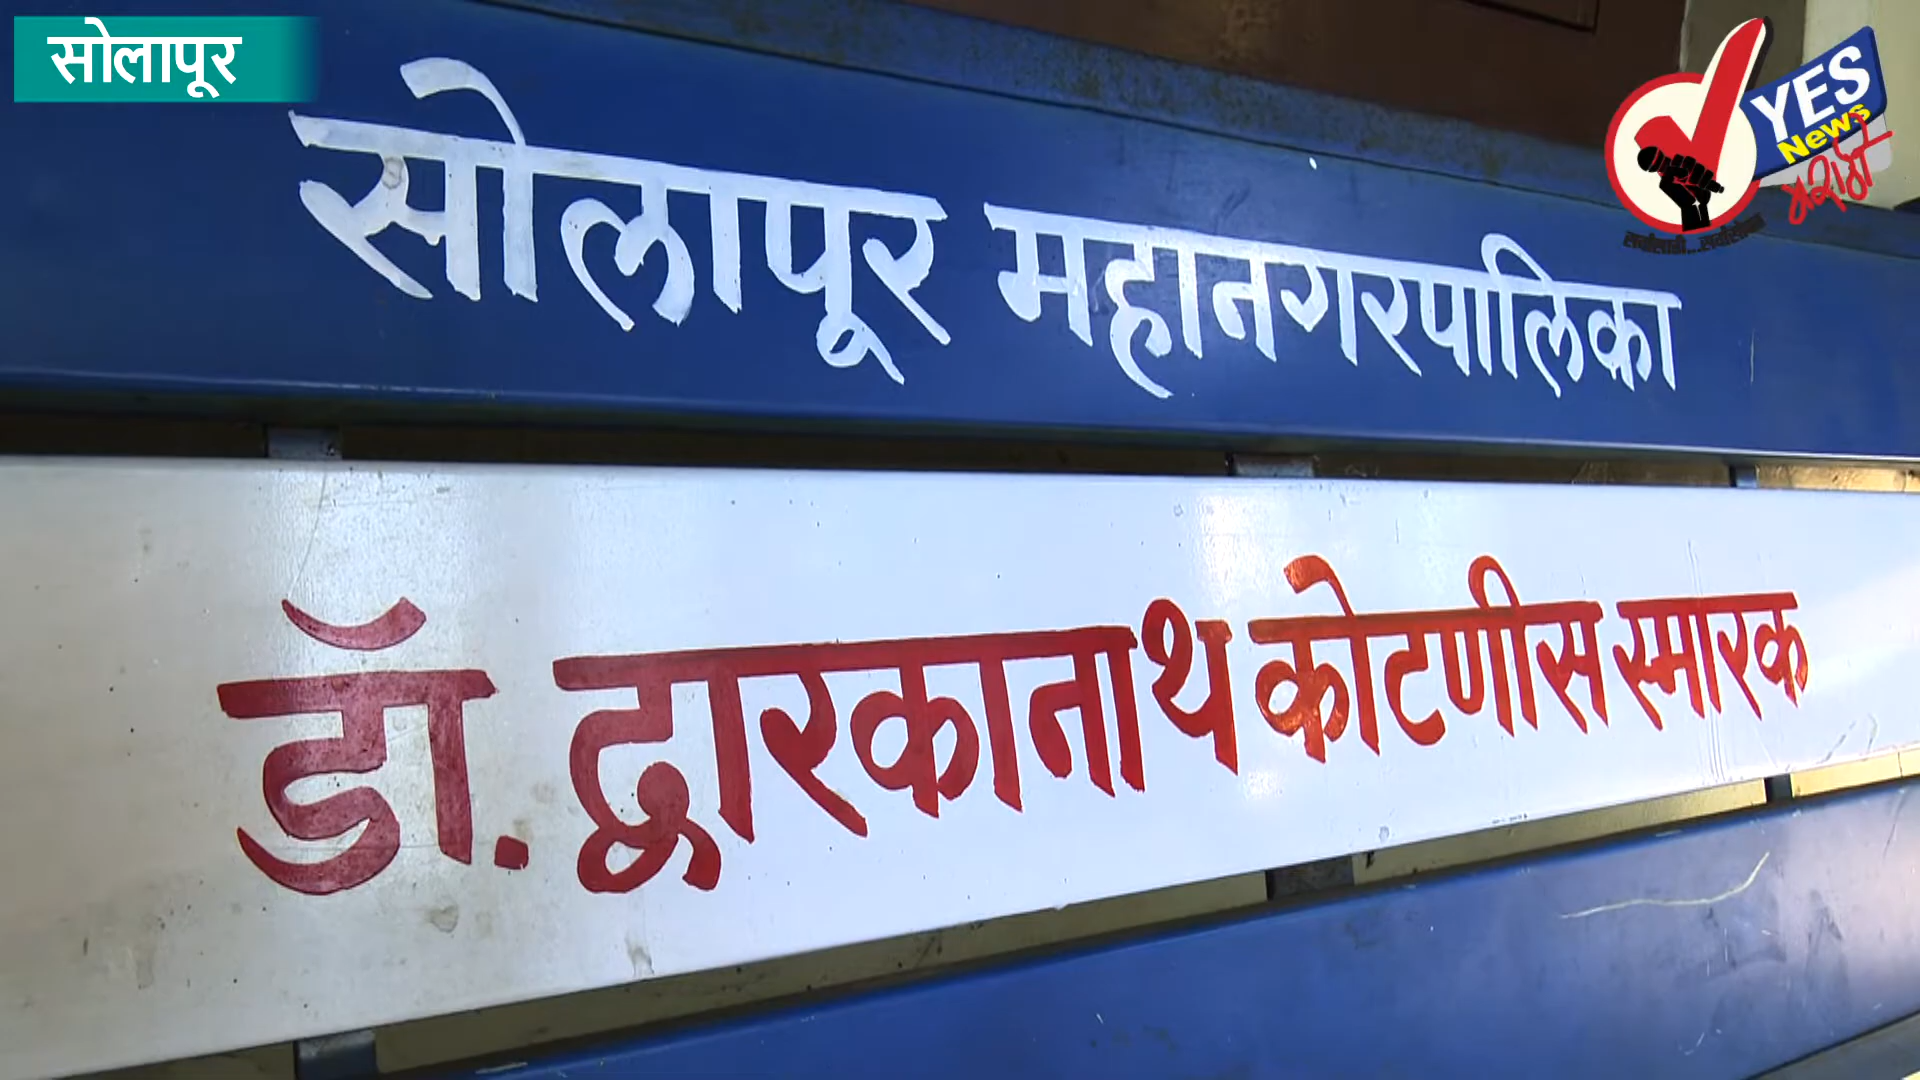 सोलापूर
YES
News
मराठी
सोलापूर महानगरपालिका
डॉ. द्वारकानाथ कोटणीस स्मारक